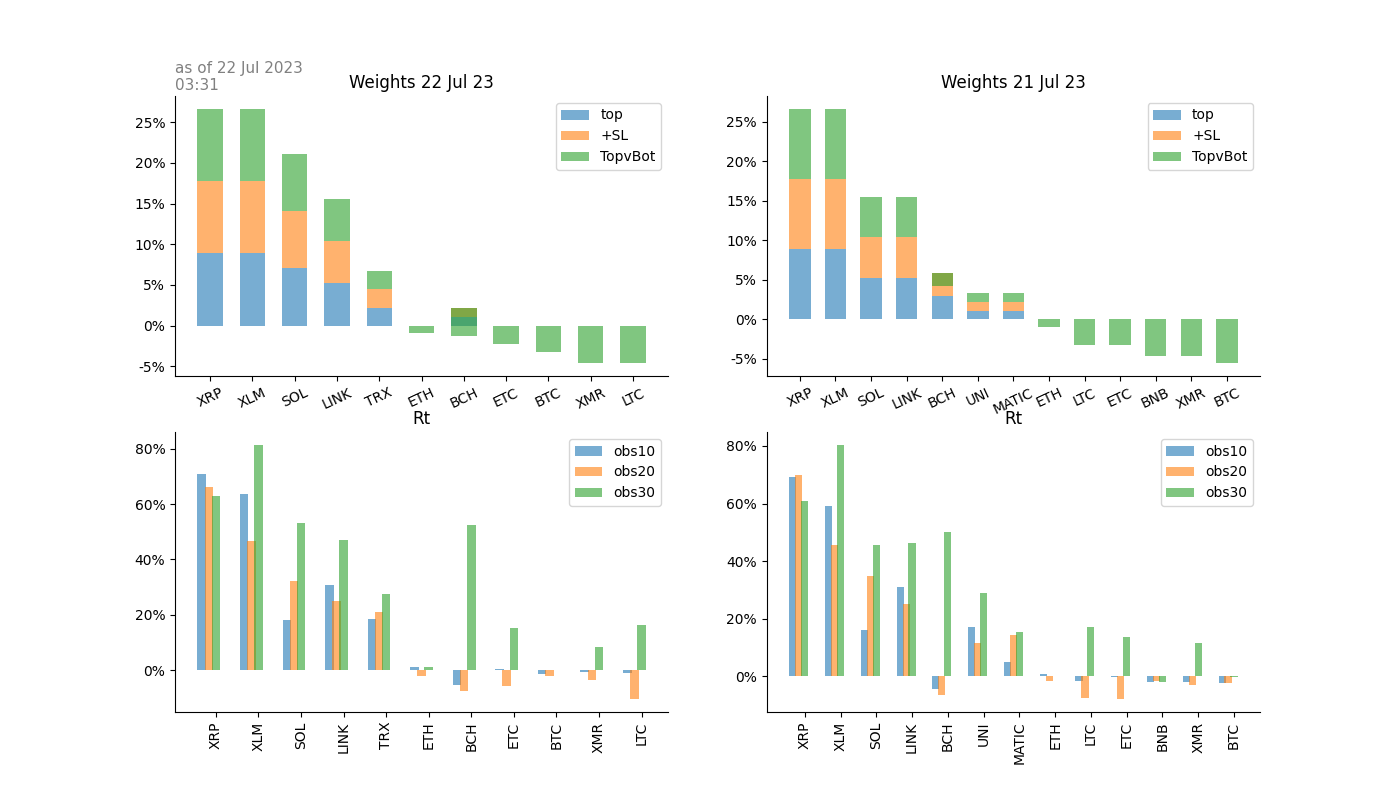 as of 22 Jul 2023
03:31
Weights 22 Jul 23
25%
20%
15%
10%
5%
0%
-5%
top
+SL
TopvBot
XRP XLM SOL LINK TRX ETH BCH ETC BTC XMR LTC
Weights 21 Jul 23
25%
20%
15%
10%
5%
0%
-5%
top
+SL
TopvBot
XRP XLM SOL LINK BCH UNI MATIC ETH LTC ETC BNB XMR BTC
Rt
80%
60%
40%
20%
0%
obs10
obs20
obs30
XRP XLM SOL LINK TRX ETH BCH ETC BTC XMR LTC
Rt
80%
60%
40%
20%
0%
obs10
obs20
obs30
XRP XLM SOL LINK BCH UNI MATIC ETH LTC ETC BNB XMR BTC